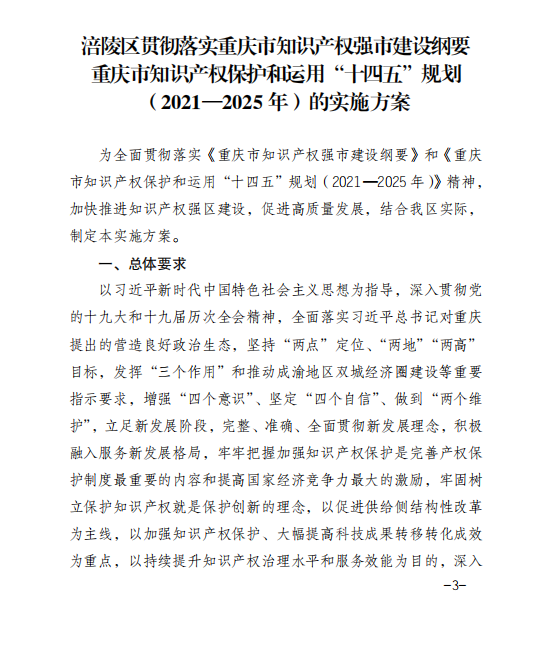 涪陵区贯彻落实重庆市知识产权强市建设纲要
重庆市知识产权保护和运用“十四五”规划
（2021—2025 年）的实施方案
为全面贯彻落实《重庆市知识产权强市建设纲要》和《重庆
市知识产权保护和运用“十四五”规划（2021—2025年）》精神，
加快推进知识产权强区建设，促进高质量发展，结合我区实际，
制定本实施方案。
一、总体要求
以习近平新时代中国特色社会主义思想为指导，深入贯彻党
的十九大和十九届历次全会精神，全面落实习近平总书记对重庆
提出的营造良好政治生态，坚持“两点”定位、“两地”“两高”
目标，发挥“三个作用”和推动成渝地区双城经济圈建设等重要
指示要求，增强“四个意识”、坚定“四个自信”、做到“两个维
护”，立足新发展阶段，完整、准确、全面贯彻新发展理念，积极
融入服务新发展格局，牢牢把握加强知识产权保护是完善产权保
护制度最重要的内容和提高国家经济竞争力最大的激励，牢固树
立保护知识产权就是保护创新的理念，以促进供给侧结构性改革
为主线，以加强知识产权保护、大幅提高科技成果转移转化成效
为重点，以持续提升知识产权治理水平和服务效能为目的，深入
-3-